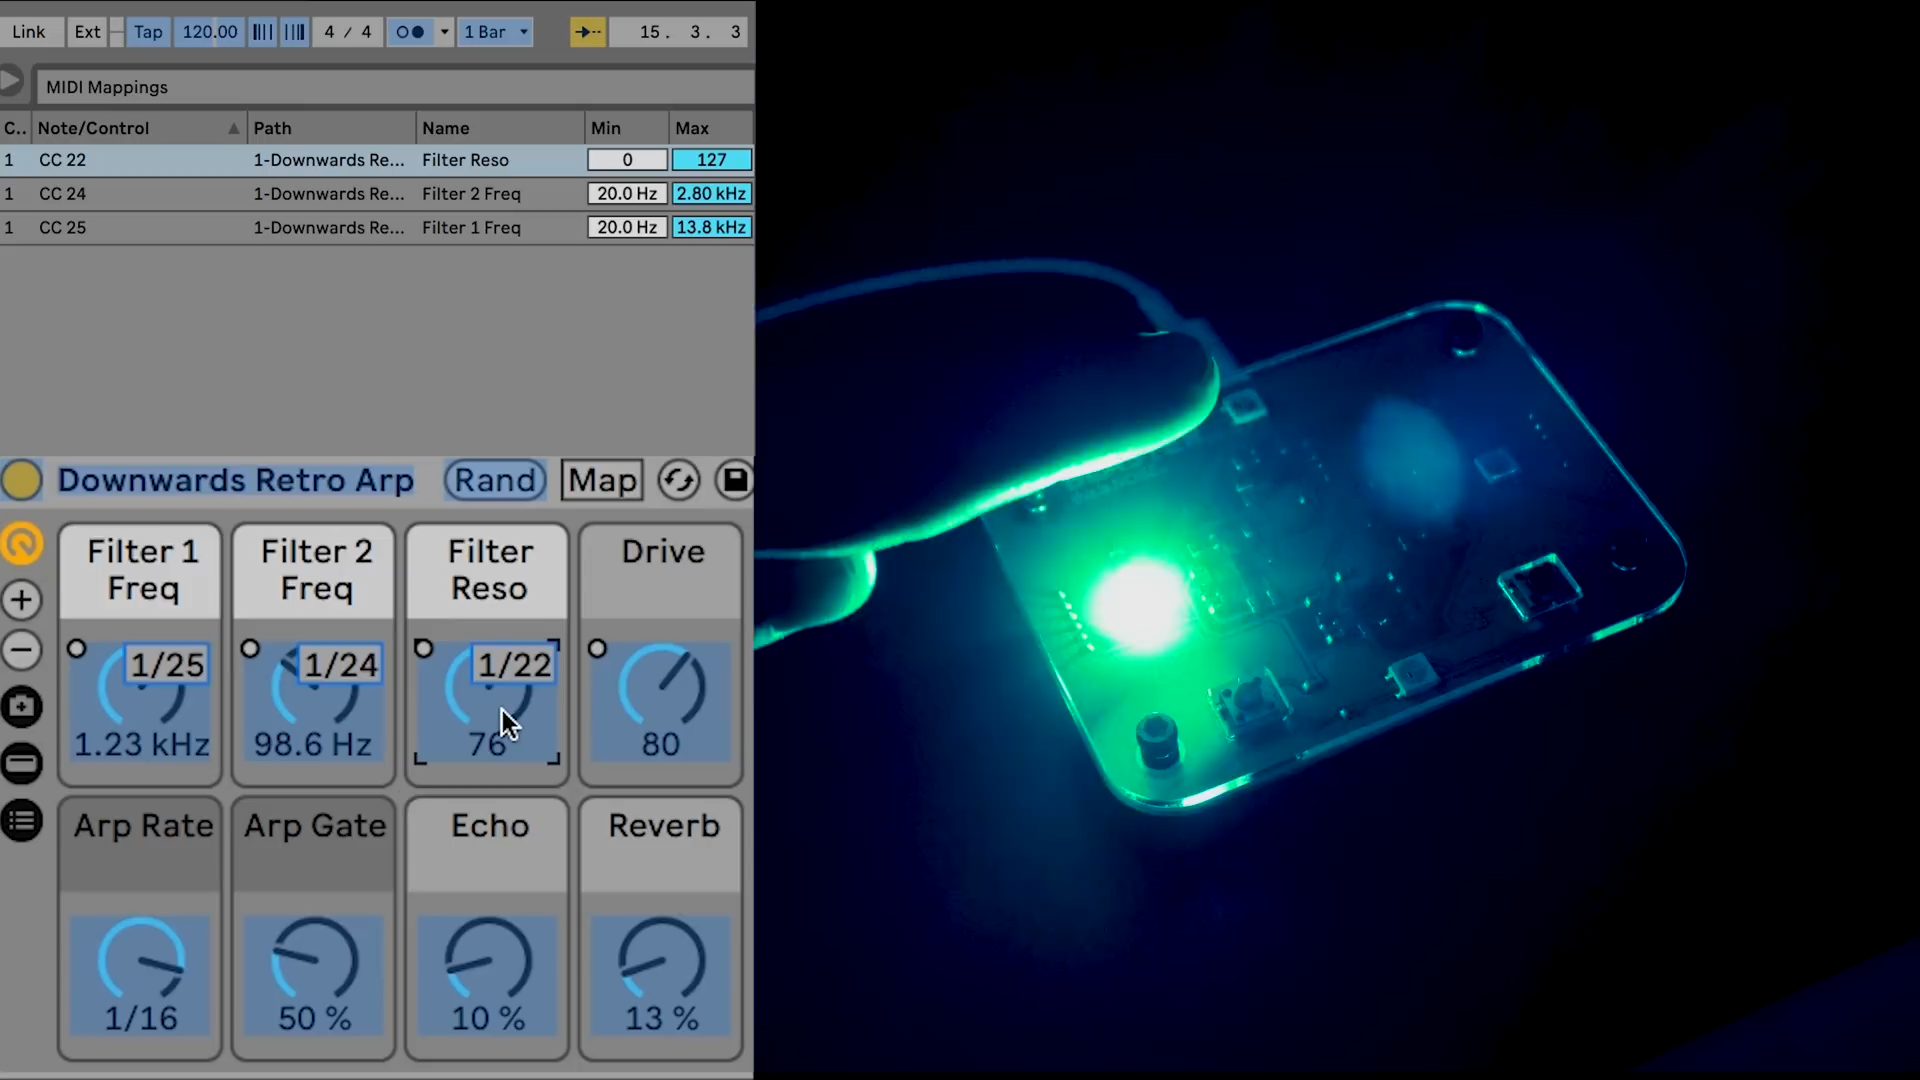 Link Ext Tap 120.00 4 / 4 1 Bar 15. 3. 3
MIDI Mappings
C.. Note/Control Path Name Min Max
1 CC 22 1-Downwards Re... Filter Reso 0 127
1 CC 24 1-Downwards Re... Filter 2 Freq 20.0 Hz 2.80 kHz
1 CC 25 1-Downwards Re... Filter 1 Freq 20.0 Hz 13.8 kHz
Downwards Retro Arp Rand Map
Filter 1 Filter 2 Filter Drive
Freq Freq Reso
1/25 1/24 1/22
1.23 kHz 98.6 Hz 76 80
Arp Rate Arp Gate Echo Reverb
1/16 50 % 10 % 13 %